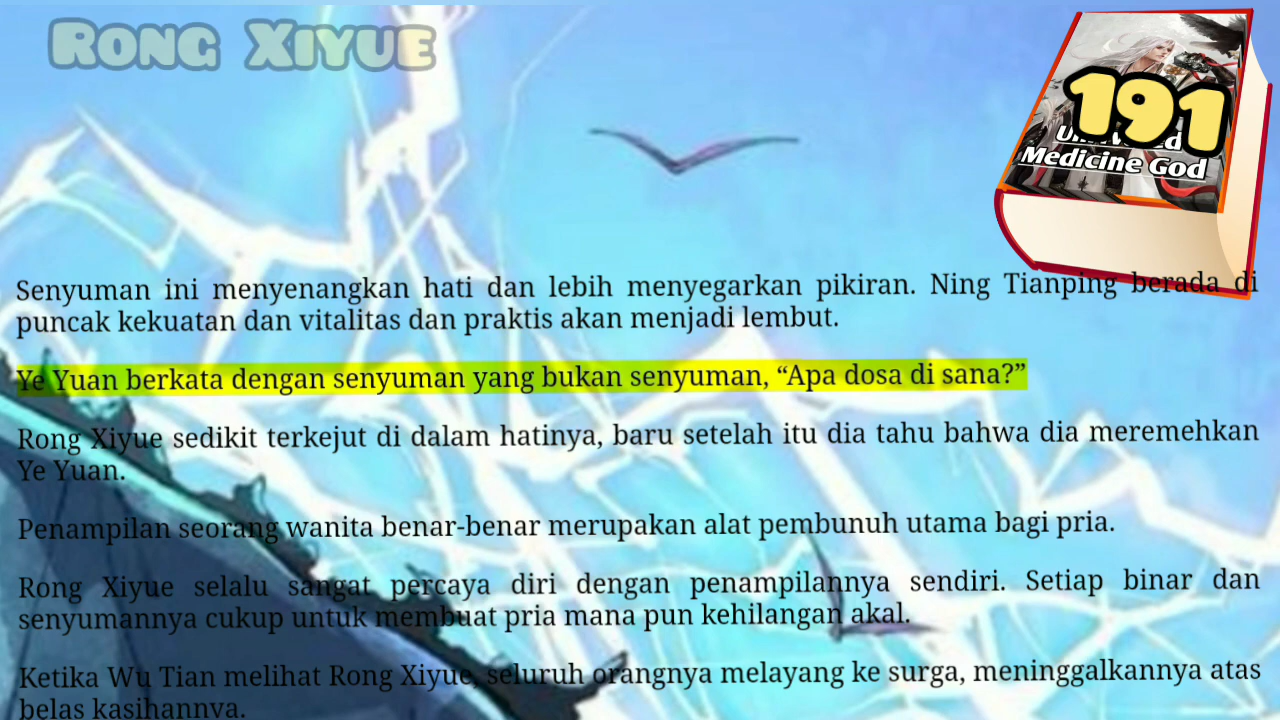 Rong Xiyue
191
Medicine God
Senyuman ini menyenangkan hati dan lebih menyegarkan pikiran. Ning Tianping berada di
puncak kekuatan dan vitalitas dan praktis akan menjadi lembut.
Ye Yuan berkata dengan senyuman yang bukan senyuman, “Apa dosa di sana?”
Rong Xiyue sedikit terkejut di dalam hatinya, baru setelah itu dia tahu bahwa dia meremehkan
Ye Yuan.
Penampilan seorang wanita benar-benar merupakan alat pembunuh utama bagi pria.
Rong Xiyue selalu sangat percaya diri dengan penampilannya sendiri. Setiap binar dan
senyumannya cukup untuk membuat pria mana pun kehilangan akal.
Ketika Wu Tian melihat Rong Xiyue, seluruh orangnya melayang ke surga, meninggalkannya atas
belas kasihannya.